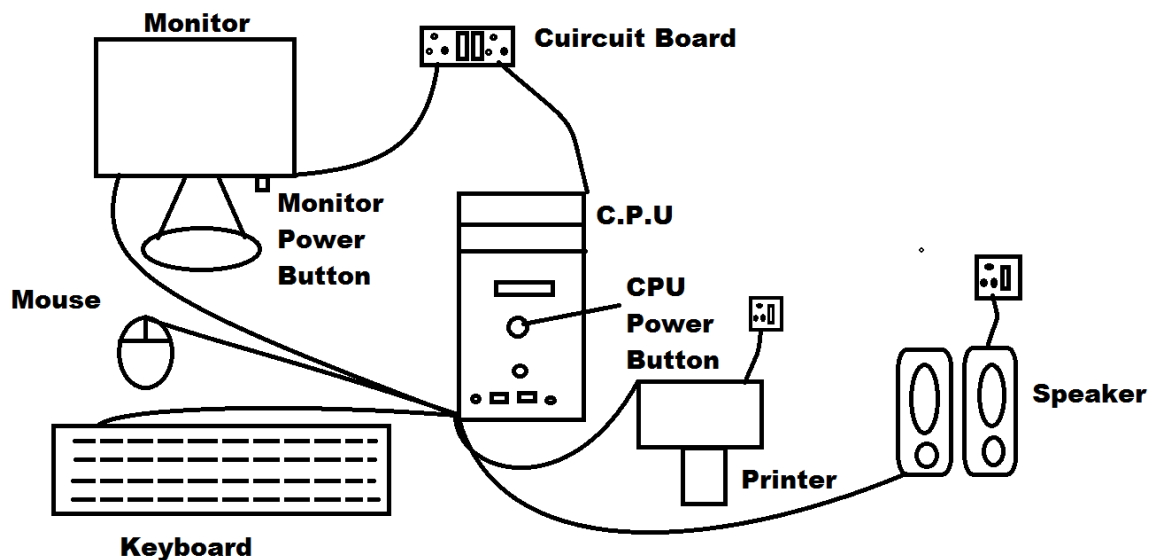 Monitor
Cuircuit Board
Monitor
Power
Button
C.P.U
Mouse
CPU
Power
Button
Speaker
Printer
Keyboard